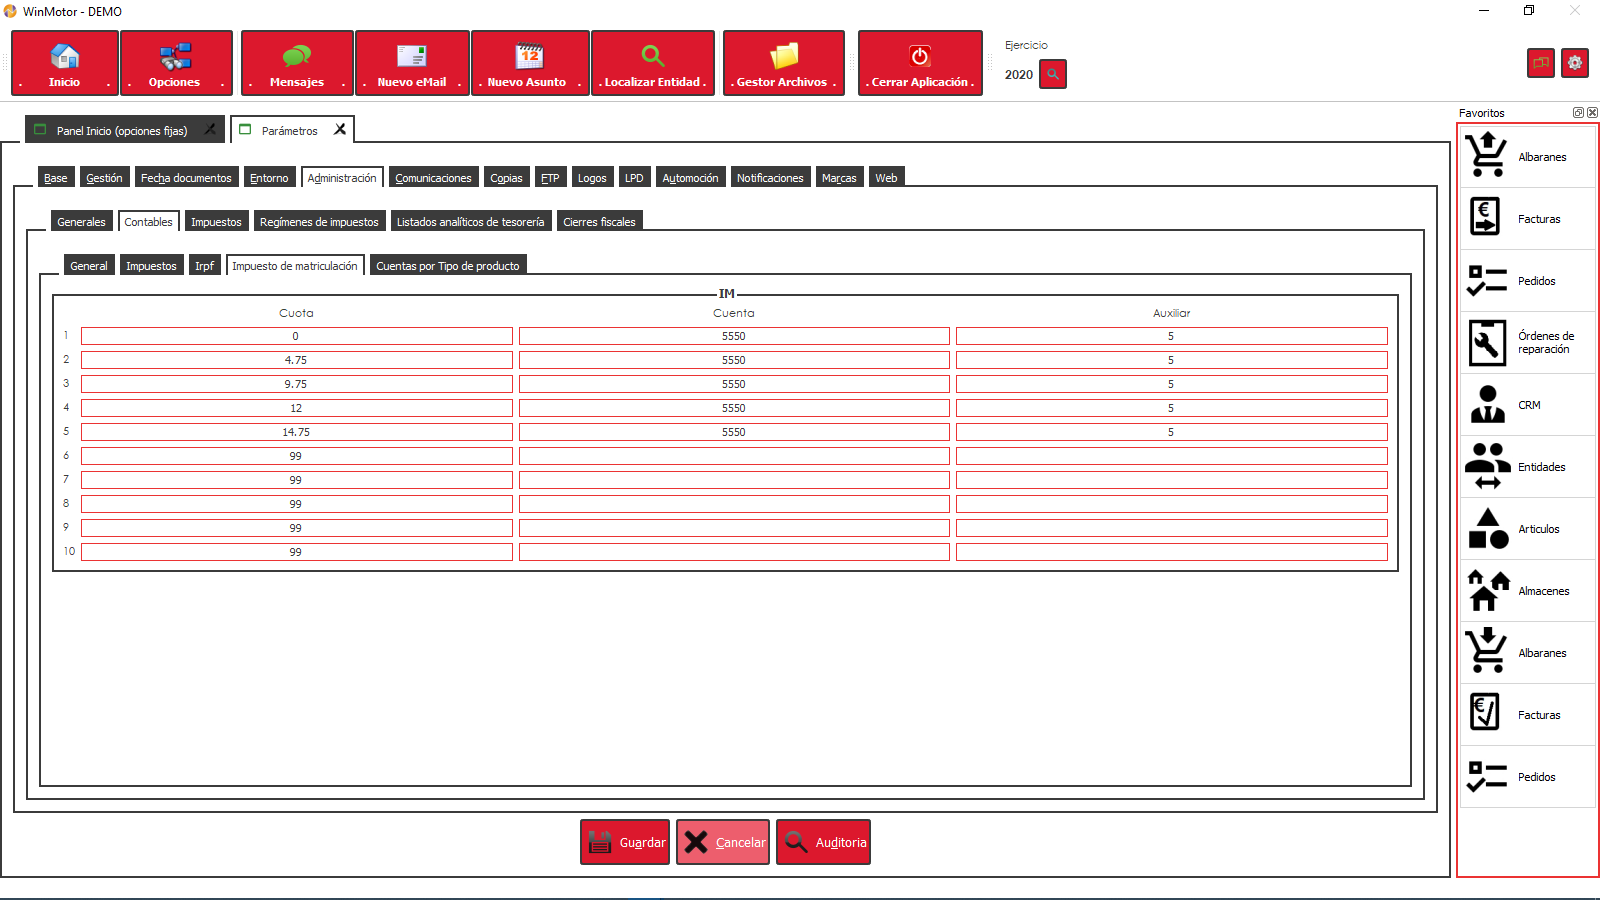 WinMotor - DEMO
. Inicio .
. Opciones .
. Mensajes .
. Nuevo eMail .
. Nuevo Asunto .
. Localizar Entidad .
. Gestor Archivos .
. Cerrar Aplicación .
Ejercicio
2020
Panel Inicio (opciones fijas)
Parámetros
Base Gestión Fecha documentos Entorno Administración Comunicaciones Copias FTP Logos LPD Automoción Notificaciones Marcas Web
Generales Contables Impuestos Regímenes de impuestos Listados analíticos de tesorería Cierres fiscales
General Impuestos Irpf Impuesto de matriculación Cuentas por Tipo de producto
IM
Cuota Cuenta Auxiliar
1 0 5550 5
2 4.75 5550 5
3 9.75 5550 5
4 12 5550 5
5 14.75 5550 5
6 99
7 99
8 99
9 99
10 99
Guardar Cancelar Auditoria
Favoritos
Albaranes
Facturas
Pedidos
Órdenes de
reparación
CRM
Entidades
Articulos
Almacenes
Albaranes
Facturas
Pedidos